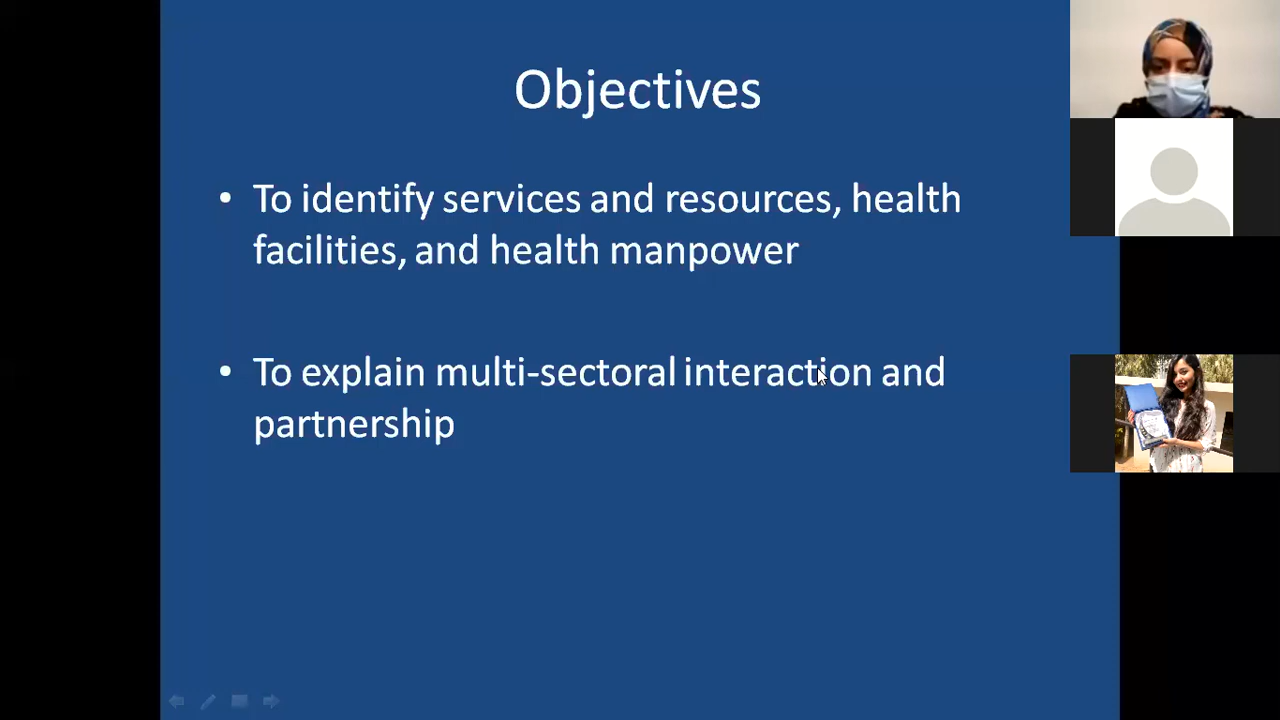 Objectives
• To identify services and resources, health
facilities, and health manpower
• To explain multi-sectoral interaction and
partnership